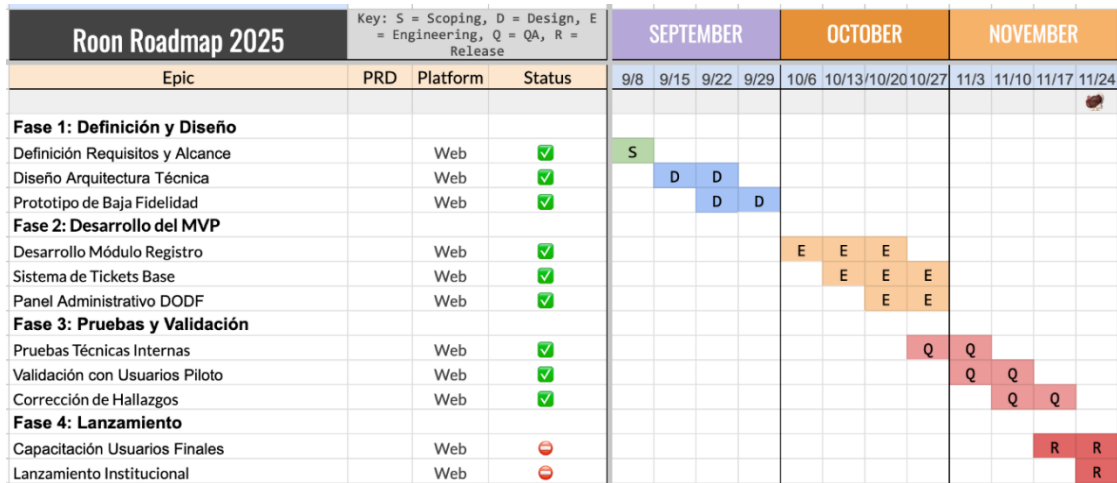 Roon Roadmap 2025
Key: S = Scoping, D = Design, E
= Engineering, Q = QA, R =
Release
SEPTEMBER OCTOBER NOVEMBER
Epic PRD Platform Status 9/8 9/15 9/22 9/29 10/6 10/13 10/20 10/27 11/3 11/10 11/17 11/24
Fase 1: Definición y Diseño
Definición Requisitos y Alcance Web S
Diseño Arquitectura Técnica Web D D
Prototipo de Baja Fidelidad Web D D
Fase 2: Desarrollo del MVP
Desarrollo Módulo Registro Web E E E
Sistema de Tickets Base Web E E E
Panel Administrativo DODF Web E E
Fase 3: Pruebas y Validación
Pruebas Técnicas Internas Web Q Q
Validación con Usuarios Piloto Web Q Q
Corrección de Hallazgos Web Q Q
Fase 4: Lanzamiento
Capacitación Usuarios Finales Web R R
Lanzamiento Institucional Web R